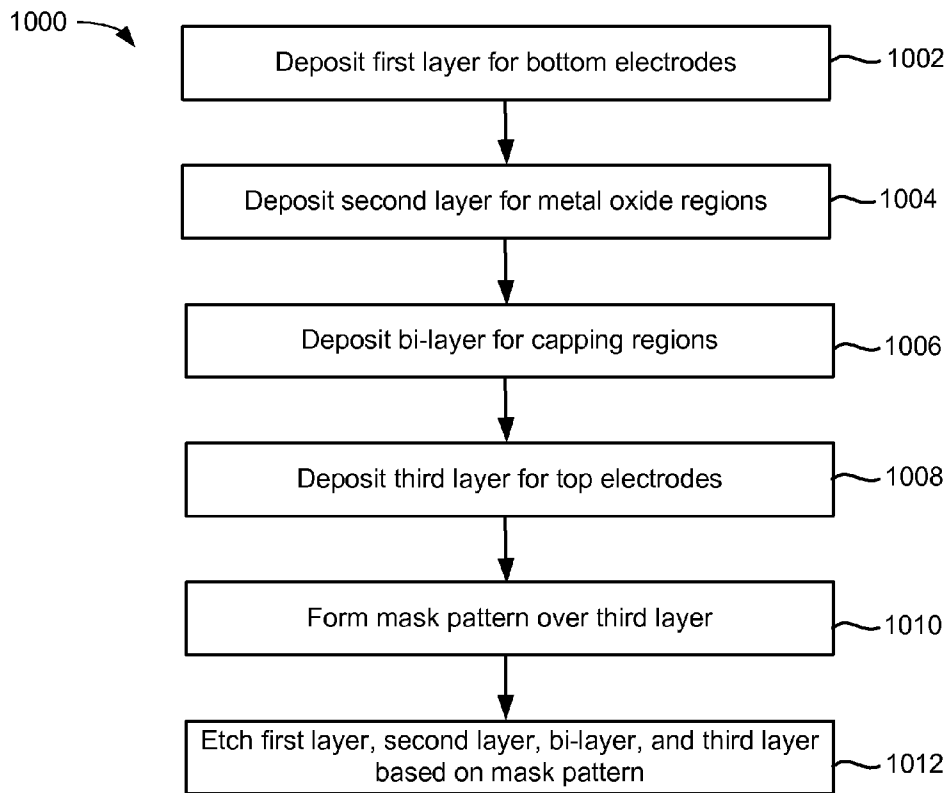 1000
Deposit first layer for bottom electrodes
1002
Deposit second layer for metal oxide regions
1004
Deposit bi-layer for capping regions
1006
Deposit third layer for top electrodes
1008
Form mask pattern over third layer
1010
Etch first layer, second layer, bi-layer, and third layer
based on mask pattern
1012